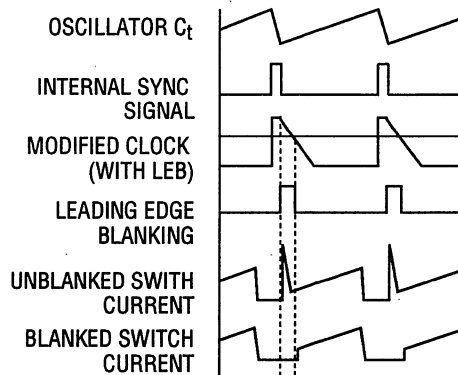 OSCILLATOR Ct
INTERNAL SYNC
SIGNAL
MODIFIED CLOCK
(WITH LEB)
LEADING EDGE
BLANKING
UNBLANKED SWITH
CURRENT
BLANKED SWITCH
CURRENT